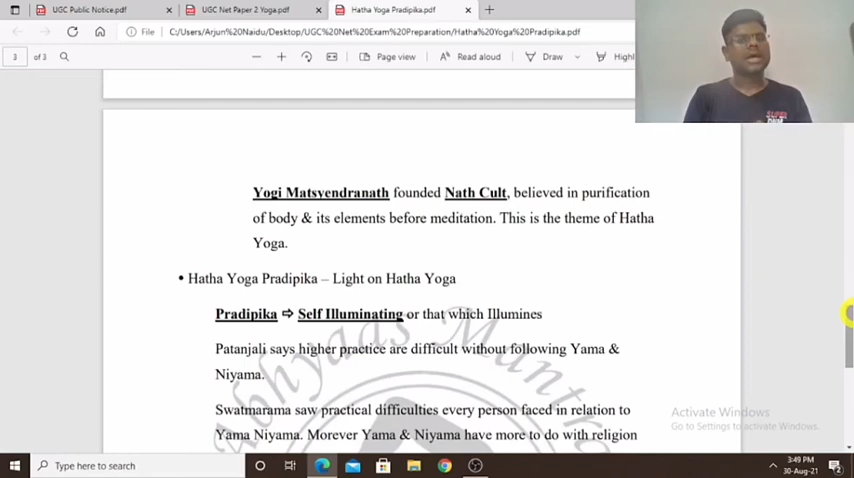 UGC Public Notice.pdf
UGC Net Paper 2 Yoga.pdf
Hatha Yoga Pradipika.pdf
File
C:/Users/Arjun%20Naidu/Desktop/UGC%20Net%20Exam%20Preparation/Hatha%20Yoga%20Pradipika.pdf
3 of 3
Page view
Read aloud
Draw
Highl
Yogi Matsyendranath founded Nath Cult, believed in purification
of body & its elements before meditation. This is the theme of Hatha
Yoga.
• Hatha Yoga Pradipika – Light on Hatha Yoga
Pradipika ⇨ Self Illuminating or that which Illumines
Patanjali says higher practice are difficult without following Yama &
Niyama.
Swatmarama saw practical difficulties every person faced in relation to
Yama Niyama. Morever Yama & Niyama have more to do with religion
Abhyaas Mantra
Activate Windows
Go to Settings to activate Windows.
Type here to search
3:49 PM
30-Aug-21
2